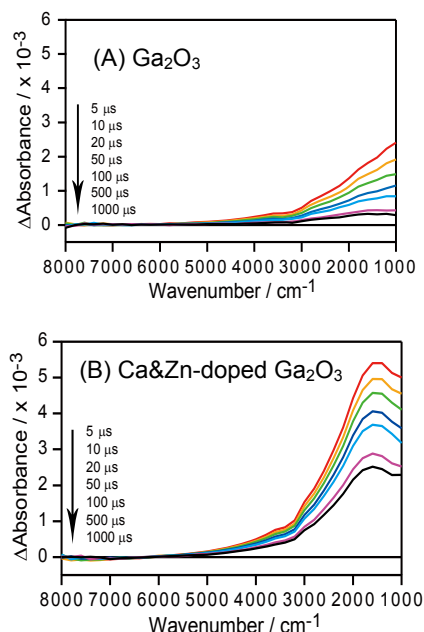 6
(A) Ga₂O₃
5
5 μs
10 μs
4
20 μs
50 μs
3
100 μs
500 μs
2
1000 μs
1
0
ΔAbsorbance / x 10⁻³
8000 7000 6000 5000 4000 3000 2000 1000
Wavenumber / cm⁻¹
6
(B) Ca&Zn-doped Ga₂O₃
5
4
5 μs
10 μs
3
20 μs
50 μs
2
100 μs
500 μs
1
1000 μs
0
ΔAbsorbance / x 10⁻³
8000 7000 6000 5000 4000 3000 2000 1000
Wavenumber / cm⁻¹